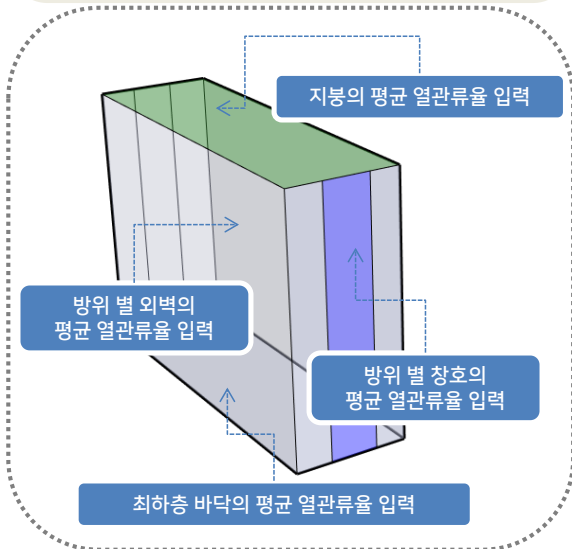 지붕의 평균 열관류율 입력
방위 별 외벽의
평균 열관류율 입력
방위 별 창호의
평균 열관류율 입력
최하층 바닥의 평균 열관류율 입력